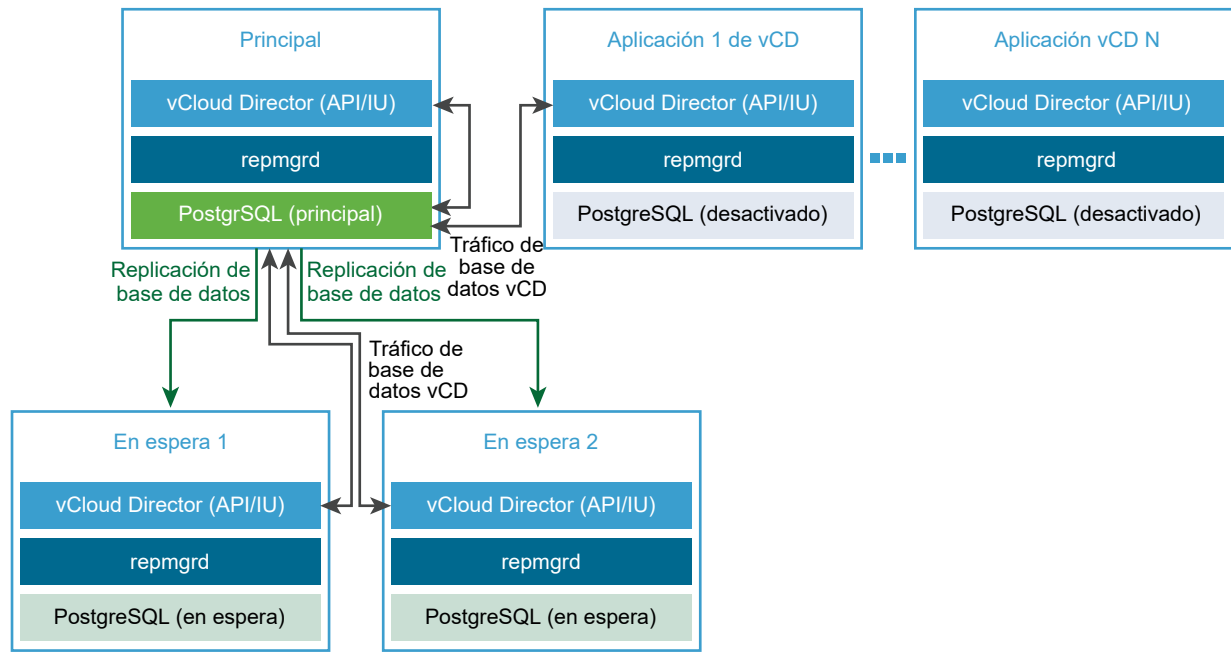 Principal
vCloud Director (API/IU)
repmgrd
PostgrSQL (principal)
Aplicación 1 de vCD
vCloud Director (API/IU)
repmgrd
PostgreSQL (desactivado)
Aplicación vCD N
vCloud Director (API/IU)
repmgrd
PostgreSQL (desactivado)
Replicación de
base de datos
Replicación de
base de datos
Tráfico de
base de
datos vCD
Tráfico de
base de
datos vCD
En espera 1
vCloud Director (API/IU)
repmgrd
PostgreSQL (en espera)
En espera 2
vCloud Director (API/IU)
repmgrd
PostgreSQL (en espera)